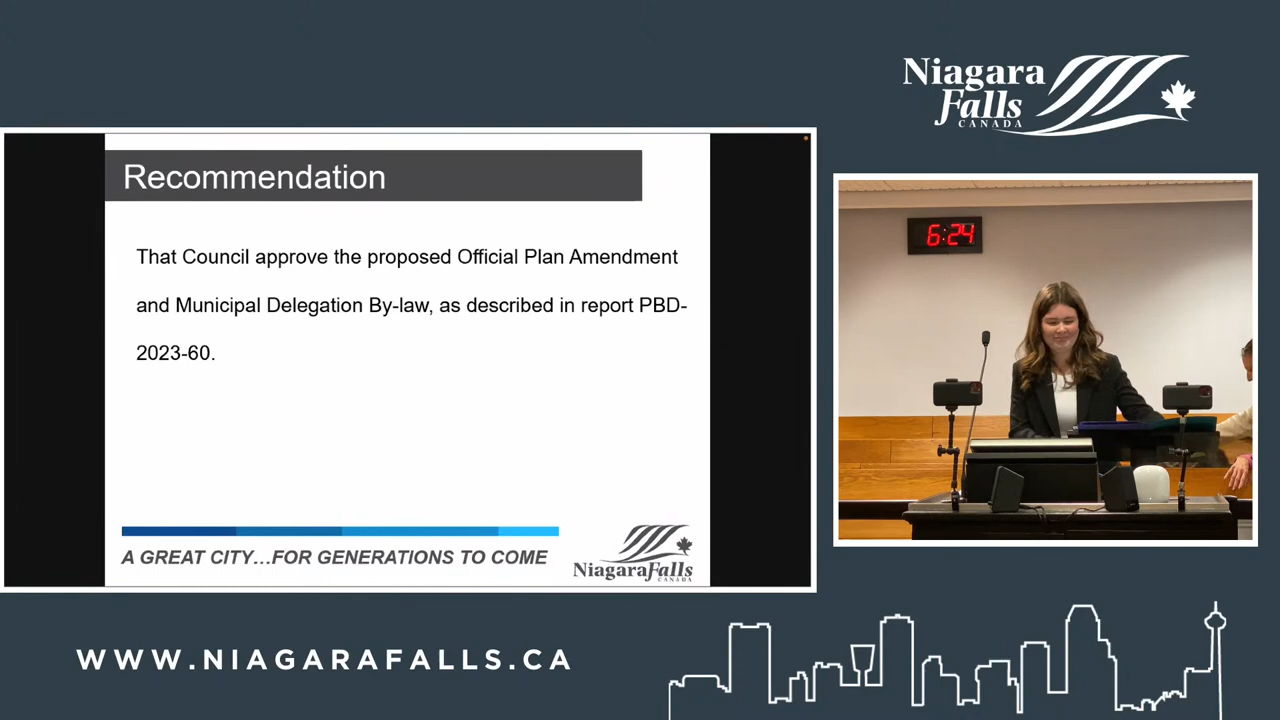 Niagara
Falls
CANADA
Recommendation
That Council approve the proposed Official Plan Amendment
and Municipal Delegation By-law, as described in report PBD-
2023-60.
6:24
A GREAT CITY...FOR GENERATIONS TO COME
NiagaraFalls
CANADA
WWW.NIAGARAFALLS.CA